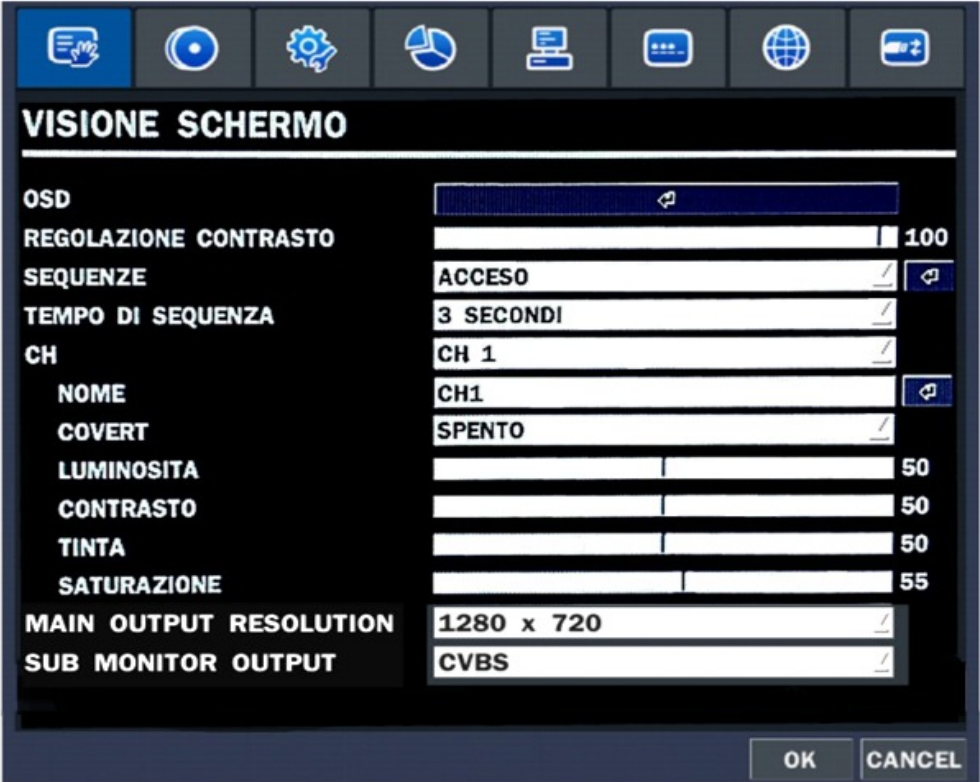 VISIONE SCHERMO
OSD
REGOLAZIONE CONTRASTO 100
SEQUENZE ACCESO
TEMPO DI SEQUENZA 3 SECONDI
CH CH 1
NOME CH1
COVERT SPENTO
LUMINOSITA 50
CONTRASTO 50
TINTA 50
SATURAZIONE 55
MAIN OUTPUT RESOLUTION 1280 x 720
SUB MONITOR OUTPUT CVBS
OK CANCEL